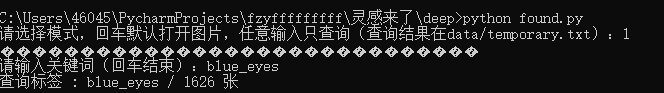 C:\Users\46045\PycharmProjects\fzyfffffffff\灵感来了\deep>python found.py
请选择模式，回车默认打开图片，任意输入只查询（查询结果在data/temporary.txt）：1
请输入关键词（回车结束）：blue_eyes
查询标签 : blue_eyes / 1626 张